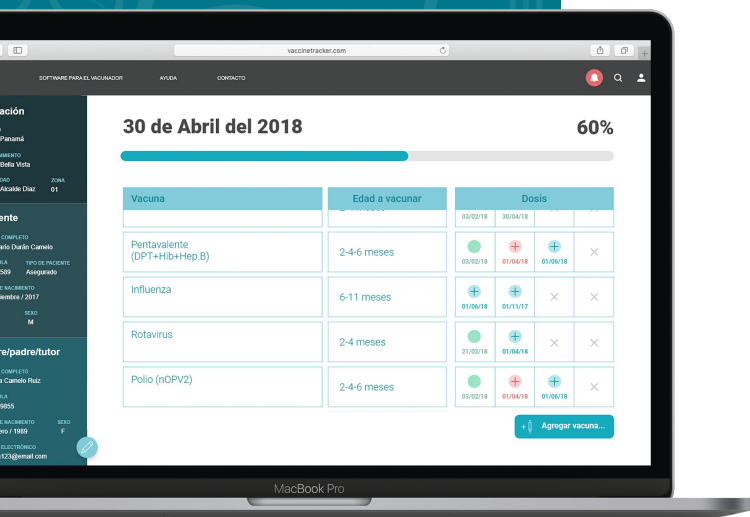 vaccinetracker.com
SOFTWARE PARA EL VACUNADOR AYUDA CONTACTO
ación
Panamá
AMIENTO
Bella Vista
DAD ZONA
Alcalde Díaz 01
ente
COMPLETO
ario Durán Camelo
ULA TIPO DE PACIENTE
589 Asegurado
E NACIMIENTO
iembre / 2017
SEXO
M
re/padre/tutor
COMPLETO
a Camelo Ruiz
ULA
9855
E NACIMIENTO SEXO
ero / 1989 F
ELECTRÓNICO
123@email.com
30 de Abril del 2018 60%
Vacuna Edad a vacunar Dosis
03/02/18 30/04/18
Pentavalente
(DPT+Hib+Hep.B) 2-4-6 meses 03/02/18 01/04/18 01/06/18
Influenza 6-11 meses 01/06/18 01/11/17
Rotavirus 2-4 meses 21/02/18 01/04/18
Polio (nOPV2) 2-4-6 meses 03/02/18 01/04/18 01/06/18
Agregar vacuna...
MacBook Pro